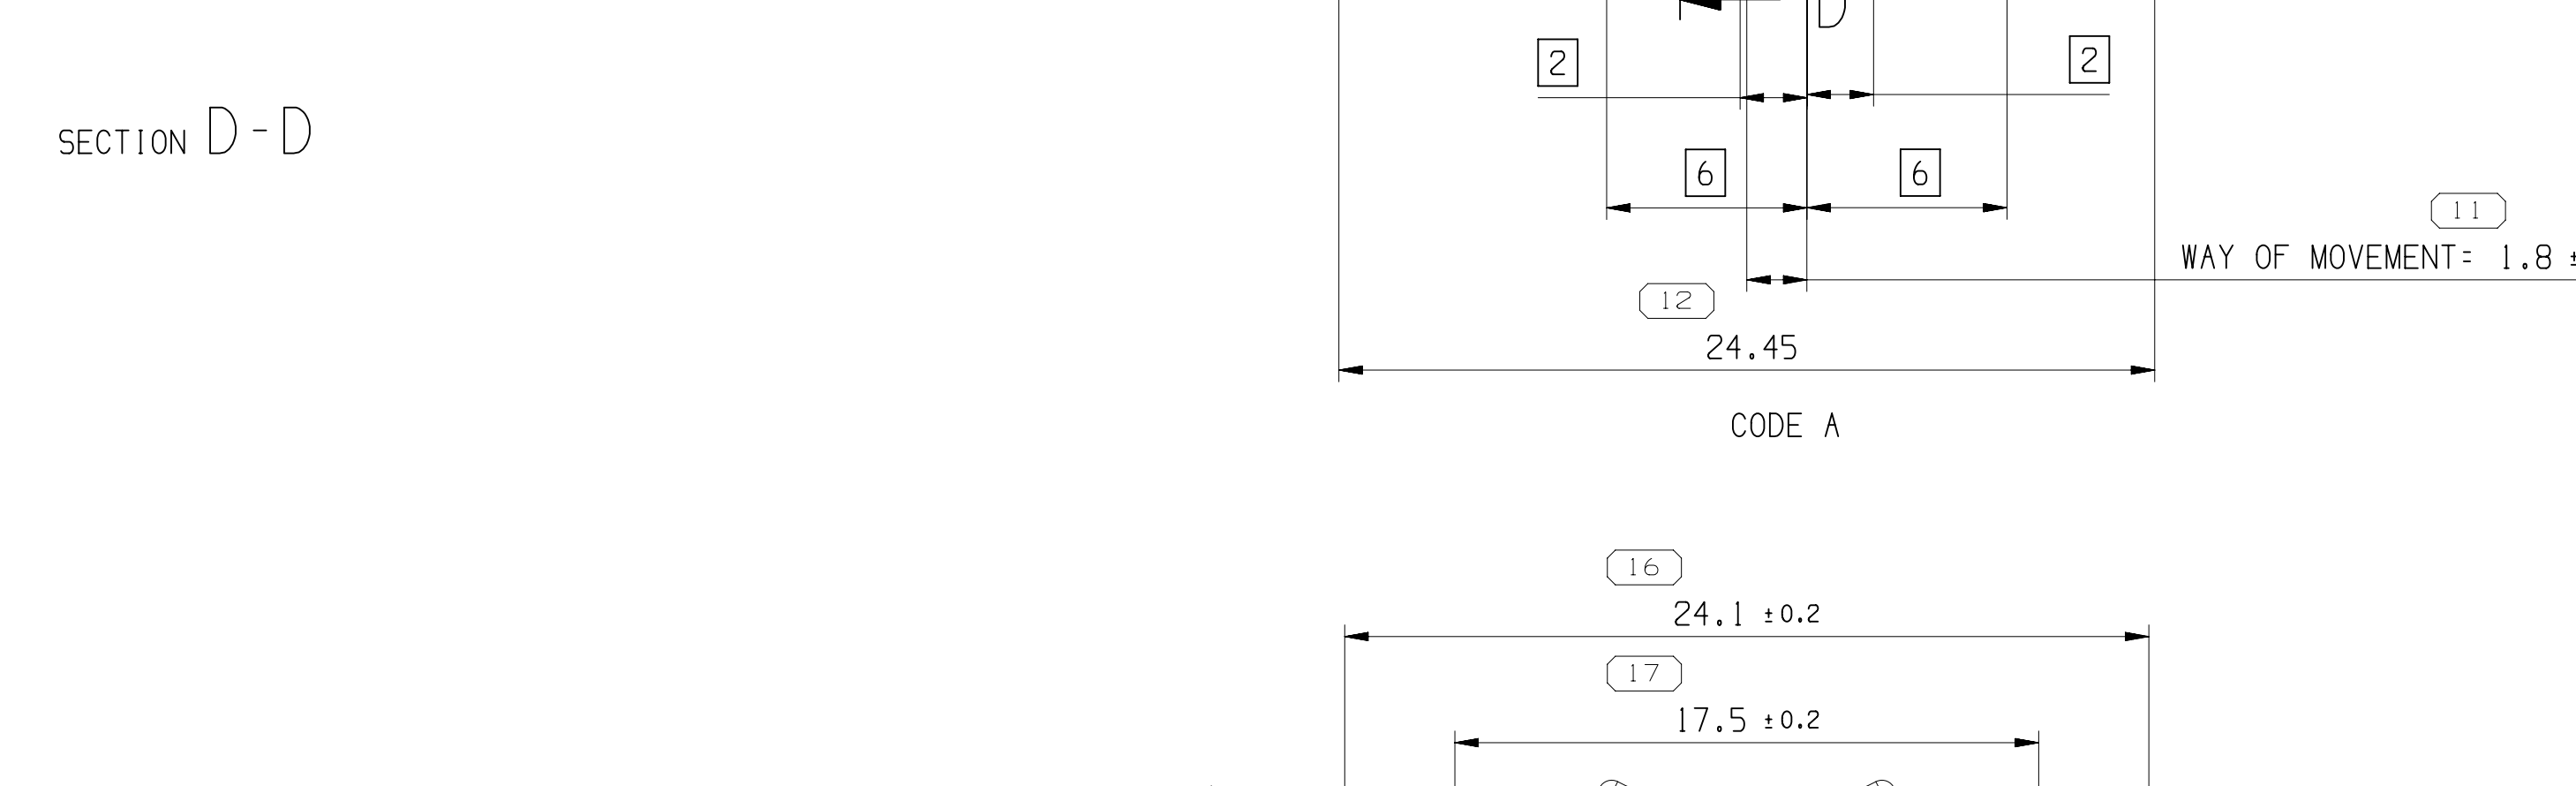 D
2
2
SECTION D-D
6
6
11
WAY OF MOVEMENT= 1.8 ±
12
24.45
CODE A
16
24.1 ±0.2
17
17.5 ±0.2